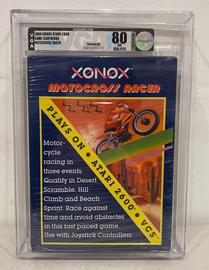 1984 XONOX ATARI 2600
GAME CARTRIDGE
MOTOCROSS RACER
80
XONOX
MOTOCROSS RACER
PLAYS ON • ATARI 2600 • VCS
Motor-
cycle
racing in
three events.
Qualify in Desert
Scramble, Hill
Climb and Beach
Sprint. Race against
time and avoid obstacles
in this fast paced game.
Use with Joystick Controllers.